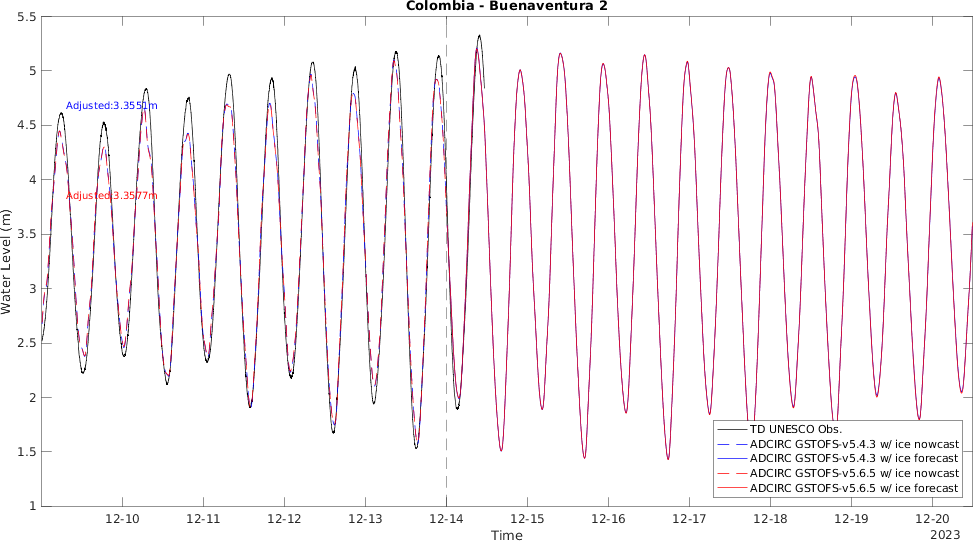 Colombia - Buenaventura 2
5.5
5
4.5
4
3.5
3
2.5
2
1.5
1
Water Level (m)
Adjusted:3.3551m
Adjusted:3.3577m
TD UNESCO Obs.
ADCIRC GSTOFS-v5.4.3 w/ ice nowcast
ADCIRC GSTOFS-v5.4.3 w/ ice forecast
ADCIRC GSTOFS-v5.6.5 w/ ice nowcast
ADCIRC GSTOFS-v5.6.5 w/ ice forecast
12-10 12-11 12-12 12-13 12-14 12-15 12-16 12-17 12-18 12-19 12-20
2023
Time